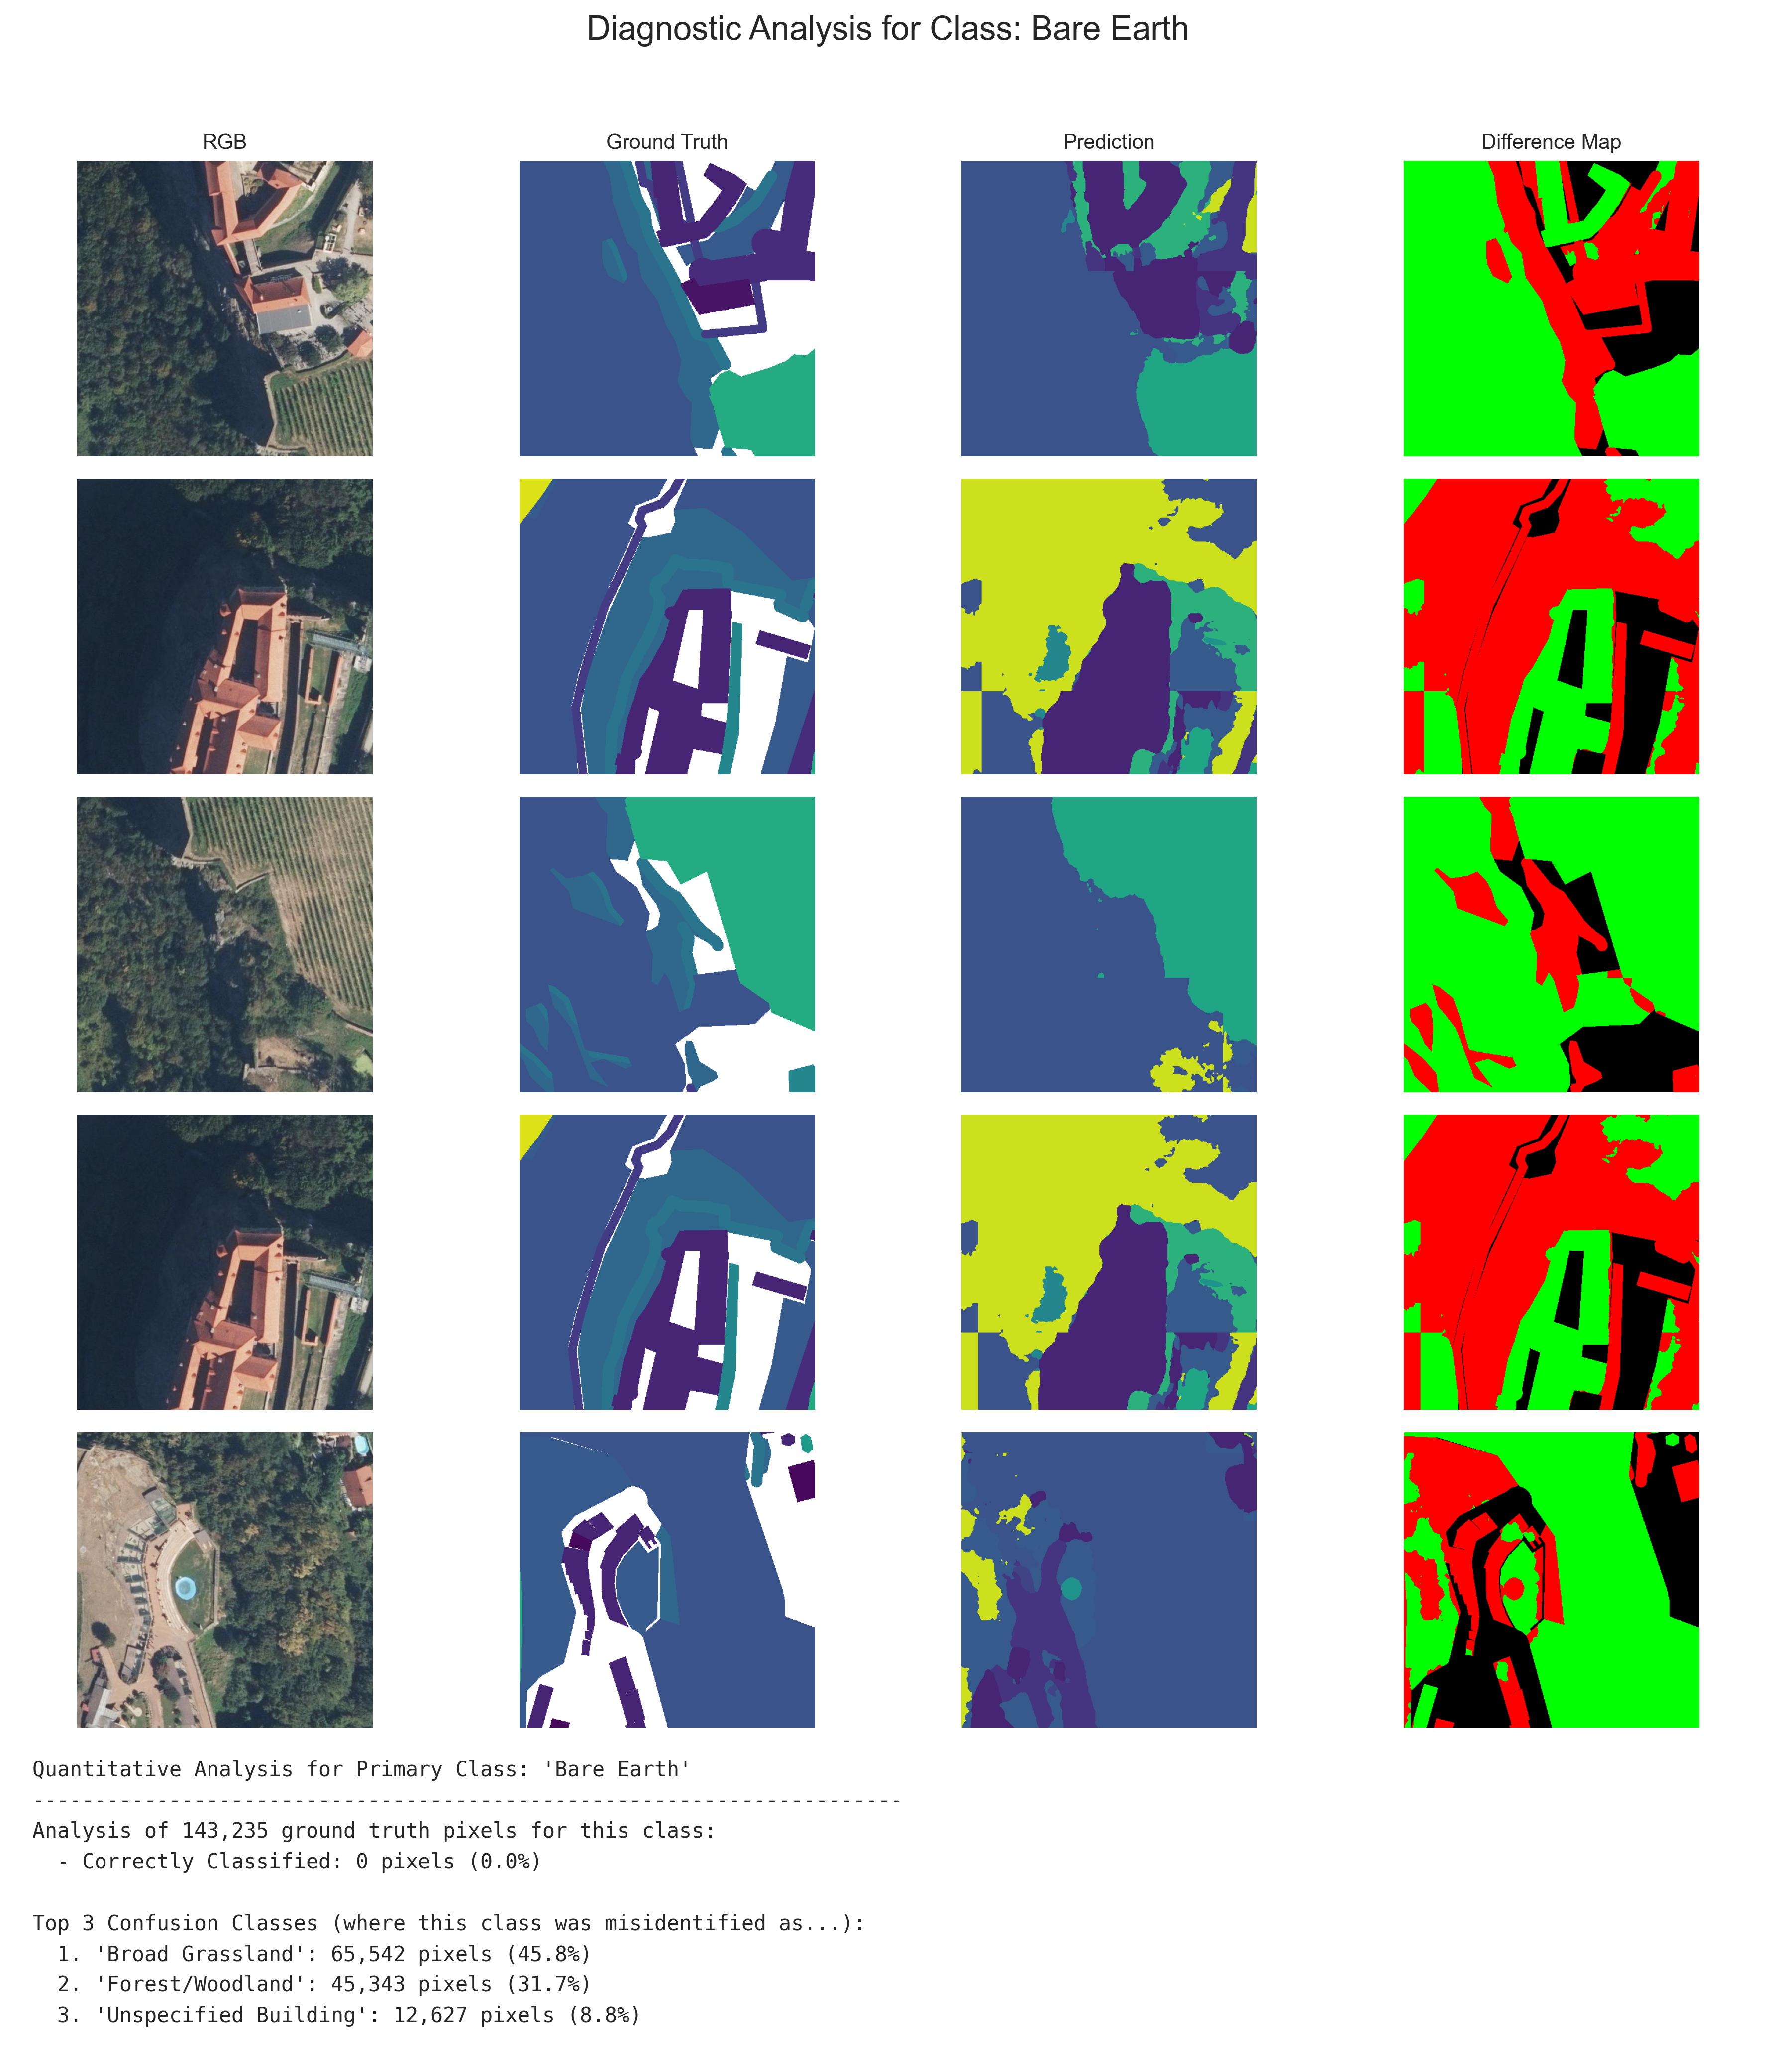 Diagnostic Analysis for Class: Bare Earth
RGB Ground Truth Prediction Difference Map
Quantitative Analysis for Primary Class: 'Bare Earth'
----------------------------------------------------------------------
Analysis of 143,235 ground truth pixels for this class:
- Correctly Classified: 0 pixels (0.0%)
Top 3 Confusion Classes (where this class was misidentified as...):
1. 'Broad Grassland': 65,542 pixels (45.8%)
2. 'Forest/Woodland': 45,343 pixels (31.7%)
3. 'Unspecified Building': 12,627 pixels (8.8%)